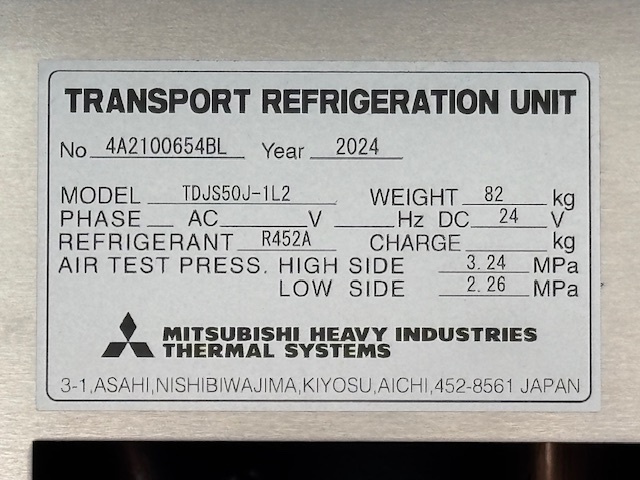 TRANSPORT REFRIGERATION UNIT
No 4A2100654BL Year 2024
MODEL TDJS50J-1L2 WEIGHT 82 kg
PHASE AC V Hz DC 24 V
REFRIGERANT R452A CHARGE kg
AIR TEST PRESS. HIGH SIDE 3.24 MPa
LOW SIDE 2.26 MPa
MITSUBISHI HEAVY INDUSTRIES
THERMAL SYSTEMS
3-1,ASAHI,NISHIBIWAJIMA,KIYOSU,AICHI,452-8561 JAPAN